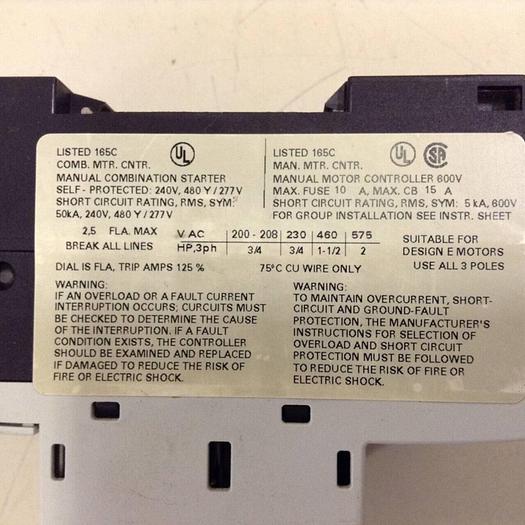 LISTED 165C UL
COMB. MTR. CNTR.
MANUAL COMBINATION STARTER
SELF - PROTECTED: 240V, 480 Y / 277 V
SHORT CIRCUIT RATING, RMS, SYM:
50kA, 240V, 480 Y / 277V
LISTED 165C UL SA
MAN. MTR. CNTR.
MANUAL MOTOR CONTROLLER 600V
MAX. FUSE 10 A, MAX. CB 15 A
SHORT CIRCUIT RATING, RMS, SYM: 5 kA, 600V
FOR GROUP INSTALLATION SEE INSTR. SHEET
2,5 FLA. MAX V AC 200 - 208 230 460 575 SUITABLE FOR
BREAK ALL LINES HP,3ph 3/4 3/4 1-1/2 2 DESIGN E MOTORS
DIAL IS FLA, TRIP AMPS 125 % 75°C CU WIRE ONLY USE ALL 3 POLES
WARNING:
IF AN OVERLOAD OR A FAULT CURRENT
INTERRUPTION OCCURS; CURCUITS MUST
BE CHECKED TO DETERMINE THE CAUSE
OF THE INTERRUPTION. IF A FAULT
CONDITION EXISTS, THE CONTROLLER
SHOULD BE EXAMINED AND REPLACED
IF DAMAGED TO REDUCE THE RISK OF
FIRE OR ELECTRIC SHOCK.
WARNING:
TO MAINTAIN OVERCURRENT, SHORT-
CIRCUIT AND GROUND-FAULT
PROTECTION, THE MANUFACTURER'S
INSTRUCTIONS FOR SELECTION OF
OVERLOAD AND SHORT CIRCUIT
PROTECTION MUST BE FOLLOWED
TO REDUCE THE RISK OF FIRE OR
ELECTRIC SHOCK.